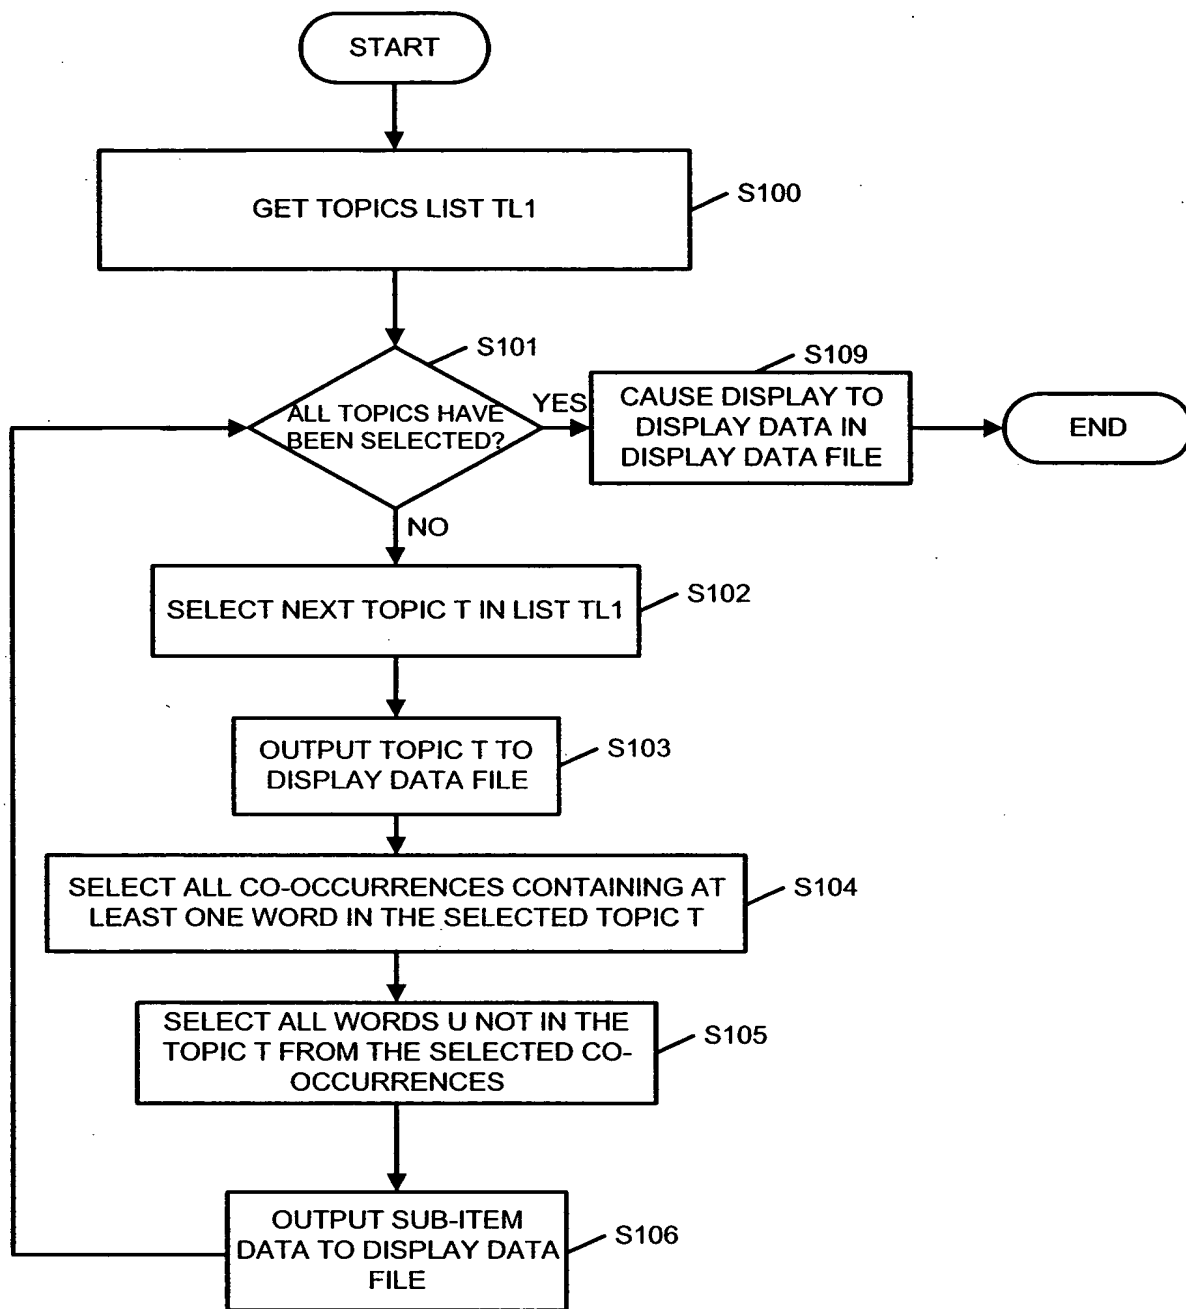 START
GET TOPICS LIST TL1
S100
S101
ALL TOPICS HAVE
BEEN SELECTED?
YES
S109
CAUSE DISPLAY TO
DISPLAY DATA IN
DISPLAY DATA FILE
END
NO
SELECT NEXT TOPIC T IN LIST TL1
S102
OUTPUT TOPIC T TO
DISPLAY DATA FILE
S103
SELECT ALL CO-OCCURRENCES CONTAINING AT
LEAST ONE WORD IN THE SELECTED TOPIC T
S104
SELECT ALL WORDS U NOT IN THE
TOPIC T FROM THE SELECTED CO-
OCCURRENCES
S105
OUTPUT SUB-ITEM
DATA TO DISPLAY DATA
FILE
S106